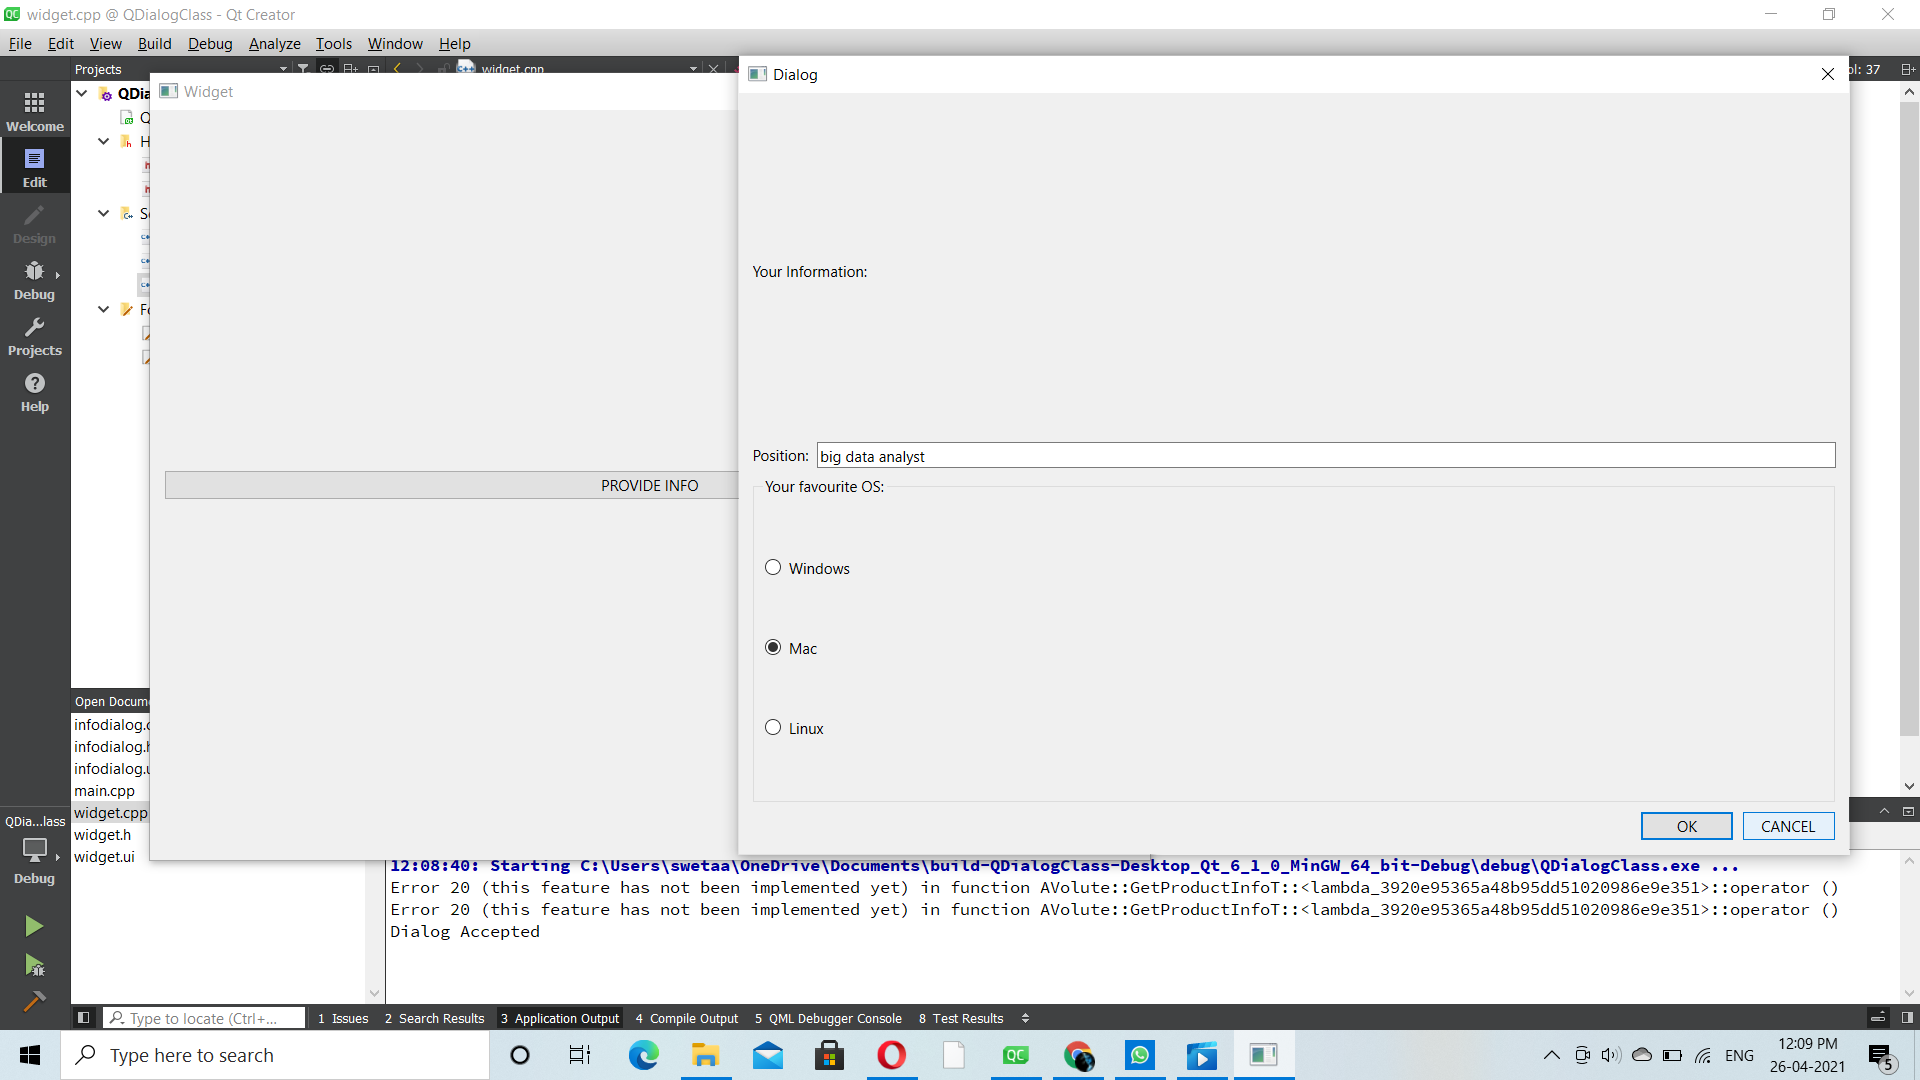 widget.cpp @ QDialogClass - Qt Creator
File Edit View Build Debug Analyze Tools Window Help
Projects
widget.cpp
ol: 37
Welcome
Edit
Design
Debug
Projects
Help
QDia
Q
H
So
Fo
Widget
PROVIDE INFO
Dialog
Your Information:
Position: big data analyst
Your favourite OS:
Windows
Mac
Linux
OK CANCEL
Open Docum
infodialog.c
infodialog.h
infodialog.u
main.cpp
widget.cpp
widget.h
widget.ui
QDia...lass
Debug
12:08:40: Starting C:\Users\swetaa\OneDrive\Documents\build-QDialogClass-Desktop_Qt_6_1_0_MinGW_64_bit-Debug\debug\QDialogClass.exe ...
Error 20 (this feature has not been implemented yet) in function AVolute::GetProductInfoT::<lambda_3920e95365a48b95dd51020986e9e351>::operator ()
Error 20 (this feature has not been implemented yet) in function AVolute::GetProductInfoT::<lambda_3920e95365a48b95dd51020986e9e351>::operator ()
Dialog Accepted
Type to locate (Ctrl+... 1 Issues 2 Search Results 3 Application Output 4 Compile Output 5 QML Debugger Console 8 Test Results
Type here to search
ENG
12:09 PM
26-04-2021
5